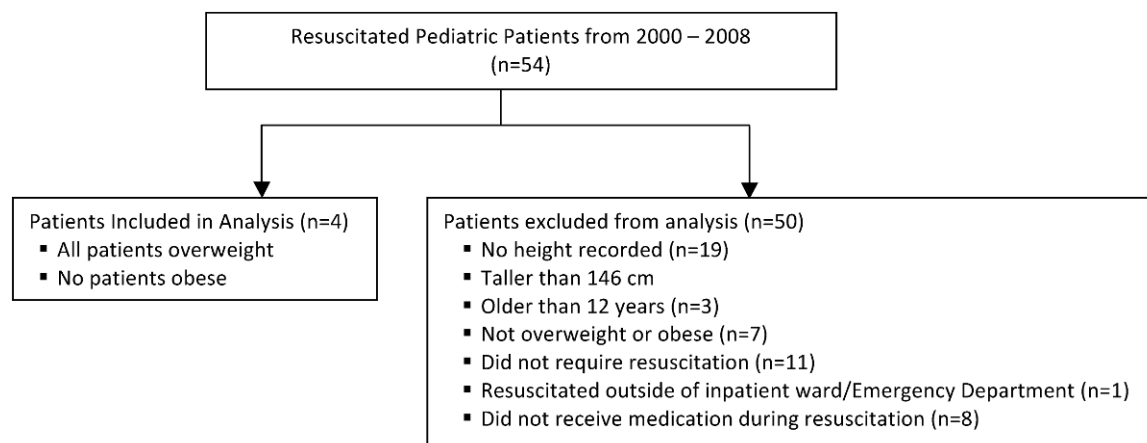 Resuscitated Pediatric Patients from 2000 – 2008
(n=54)
Patients Included in Analysis (n=4)
▪ All patients overweight
▪ No patients obese
Patients excluded from analysis (n=50)
▪ No height recorded (n=19)
▪ Taller than 146 cm
▪ Older than 12 years (n=3)
▪ Not overweight or obese (n=7)
▪ Did not require resuscitation (n=11)
▪ Resuscitated outside of inpatient ward/Emergency Department (n=1)
▪ Did not receive medication during resuscitation (n=8)